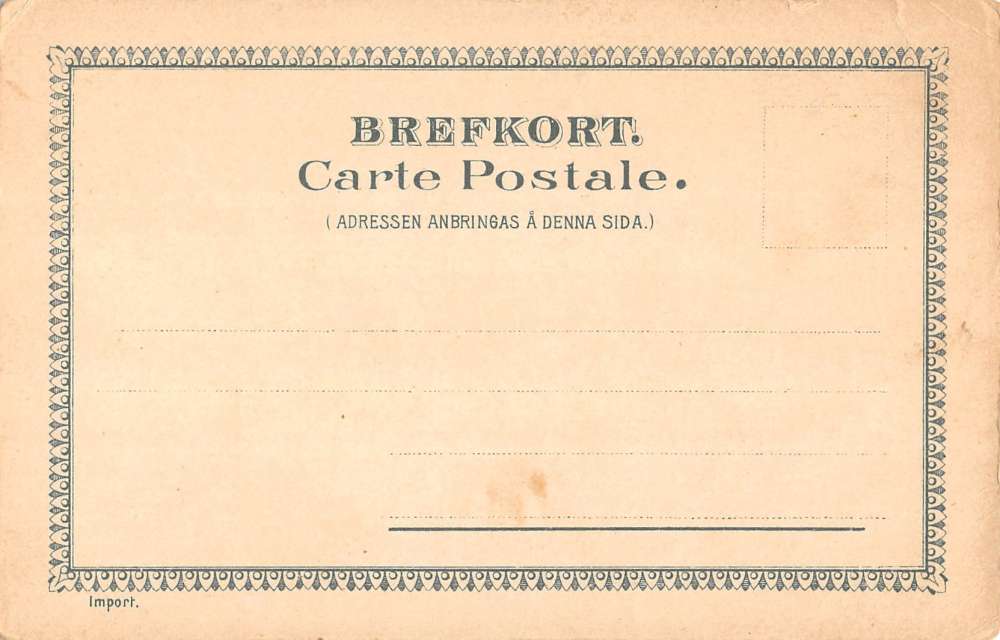 BREFKORT.
Carte Postale.
(ADRESSEN ANBRINGAS Å DENNA SIDA.)
Import.